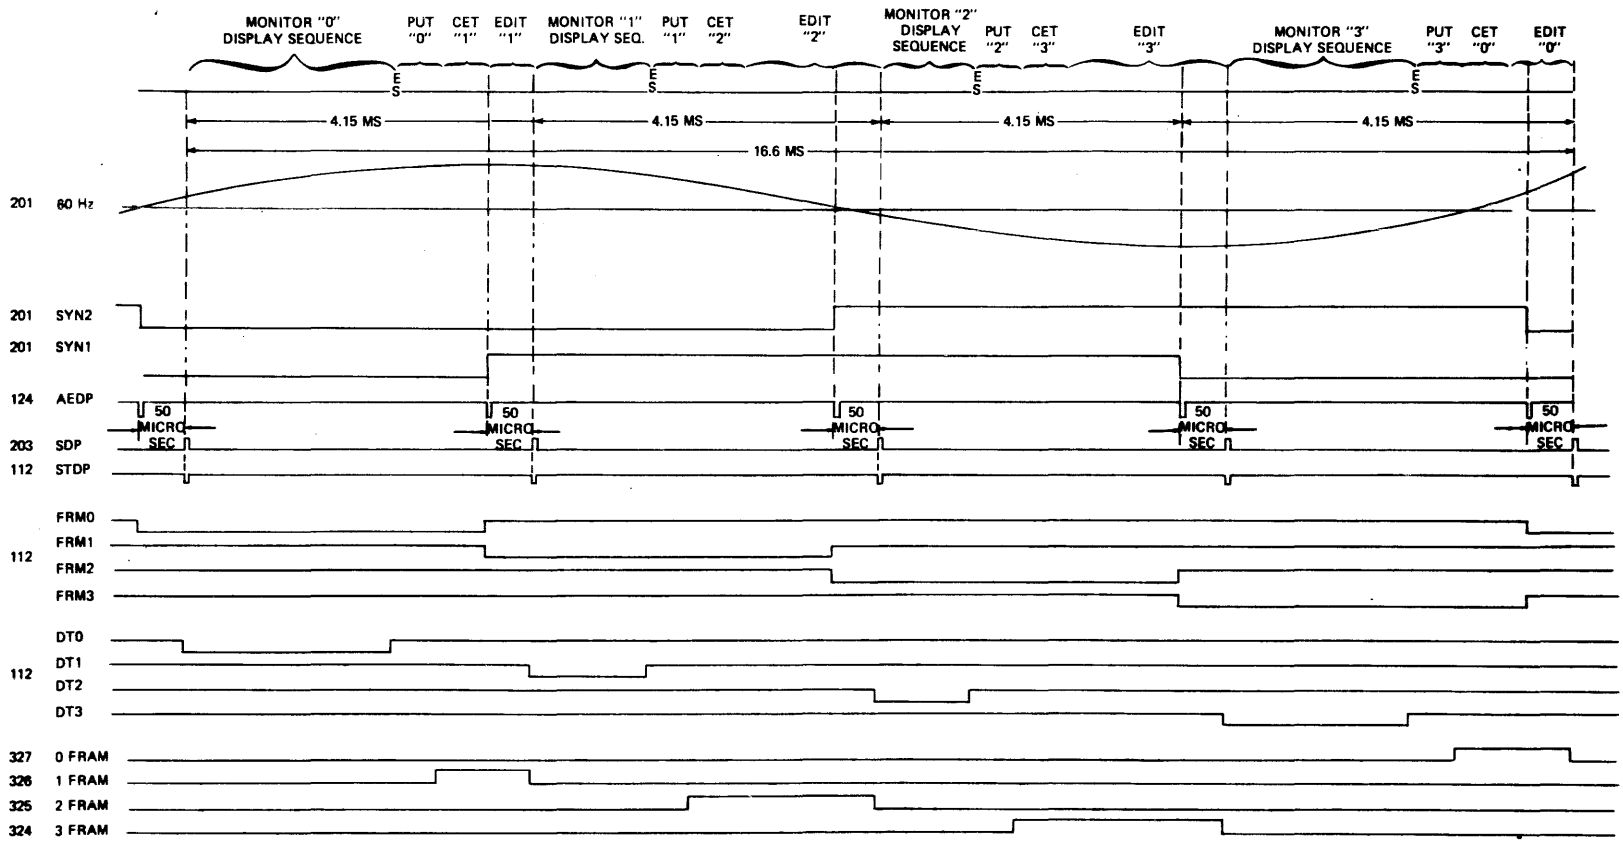 MONITOR "0"
DISPLAY SEQUENCE
PUT
"0"
CET
"1"
EDIT
"1"
MONITOR "1"
DISPLAY SEQ.
PUT
"1"
CET
"2"
EDIT
"2"
MONITOR "2"
DISPLAY
SEQUENCE
PUT
"2"
CET
"3"
EDIT
"3"
MONITOR "3"
DISPLAY SEQUENCE
PUT
"3"
CET
"0"
EDIT
"0"
E
S
E
S
E
S
E
S
4.15 MS
4.15 MS
4.15 MS
4.15 MS
16.6 MS
201 60 Hz
201 SYN2
201 SYN1
124 AEDP
50
MICRO
SEC
50
MICRO
SEC
50
MICRO
SEC
50
MICRO
SEC
50
MICRO
SEC
203 SDP
112 STDP
FRM0
FRM1
112
FRM2
FRM3
DT0
DT1
112
DT2
DT3
327 0 FRAM
326 1 FRAM
325 2 FRAM
324 3 FRAM